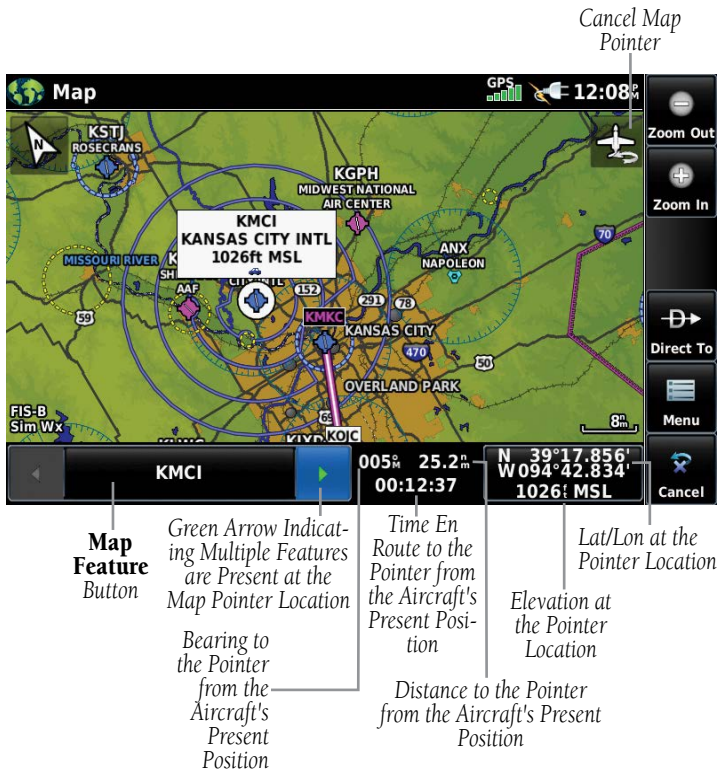 Cancel Map
Pointer
Map
GPS
12:08 PM
Zoom Out
Zoom In
Direct To
Menu
Cancel
N
KSTJ
ROSECRANS
KGPH
MIDWEST NATIONAL
AIR CENTER
KMCI
KANSAS CITY INTL
1026ft MSL
MISSOURI RIVER
K
SH
AAF
CITY INTL
ANX
NAPOLEON
70
152
291
78
KMKC
KANSAS CITY
59
470
50
OVERLAND PARK
69
FIS-B
Sim Wx
KIXD
KOJC
8nm
KMCI
005°M 25.2nm
00:12:37
N 39°17.856'
W094°42.834'
1026ft MSL
Map
Feature
Button
Green Arrow Indicat-
ing Multiple Features
are Present at the
Map Pointer Location
Time En
Route to the
Pointer from
the Aircraft's
Present Posi-
tion
Lat/Lon at the
Pointer Location
Elevation at
the Pointer
Location
Bearing to
the Pointer
from the
Aircraft's
Present
Position
Distance to the Pointer
from the Aircraft's Present
Position